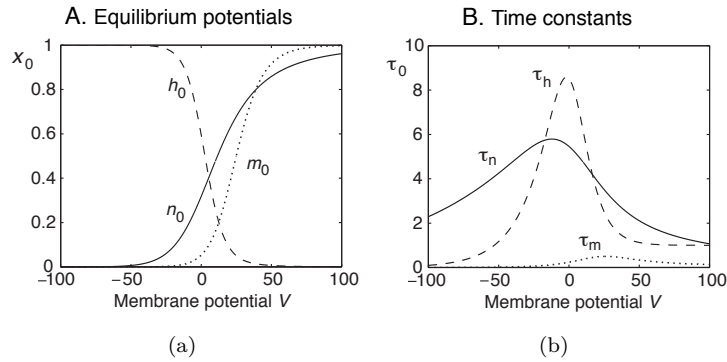 A. Equilibrium potentials
1
x₀
0.8
0.6
0.4
0.2
0
h₀
n₀
m₀
−100 −50 0 50 100
Membrane potential V
(a)
B. Time constants
10
τ₀
8
6
4
2
0
τₕ
τₙ
τₘ
−100 −50 0 50 100
Membrane potential V
(b)